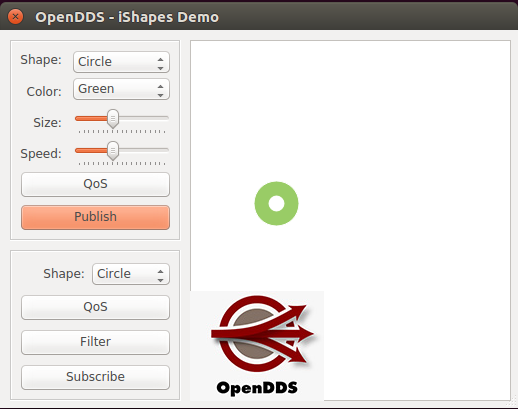 OpenDDS - iShapes Demo
Shape: Circle
Color: Green
Size:
Speed:
QoS
Publish
Shape: Circle
QoS
Filter
Subscribe
OpenDDS